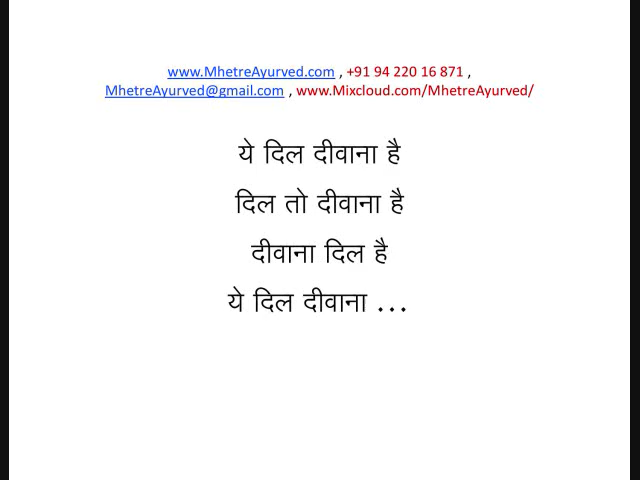 www.MhetreAyurved.com , +91 94 220 16 871 ,
MhetreAyurved@gmail.com , www.Mixcloud.com/MhetreAyurved/
ये दिल दीवाना है
दिल तो दीवाना है
दीवाना दिल है
ये दिल दीवाना ...